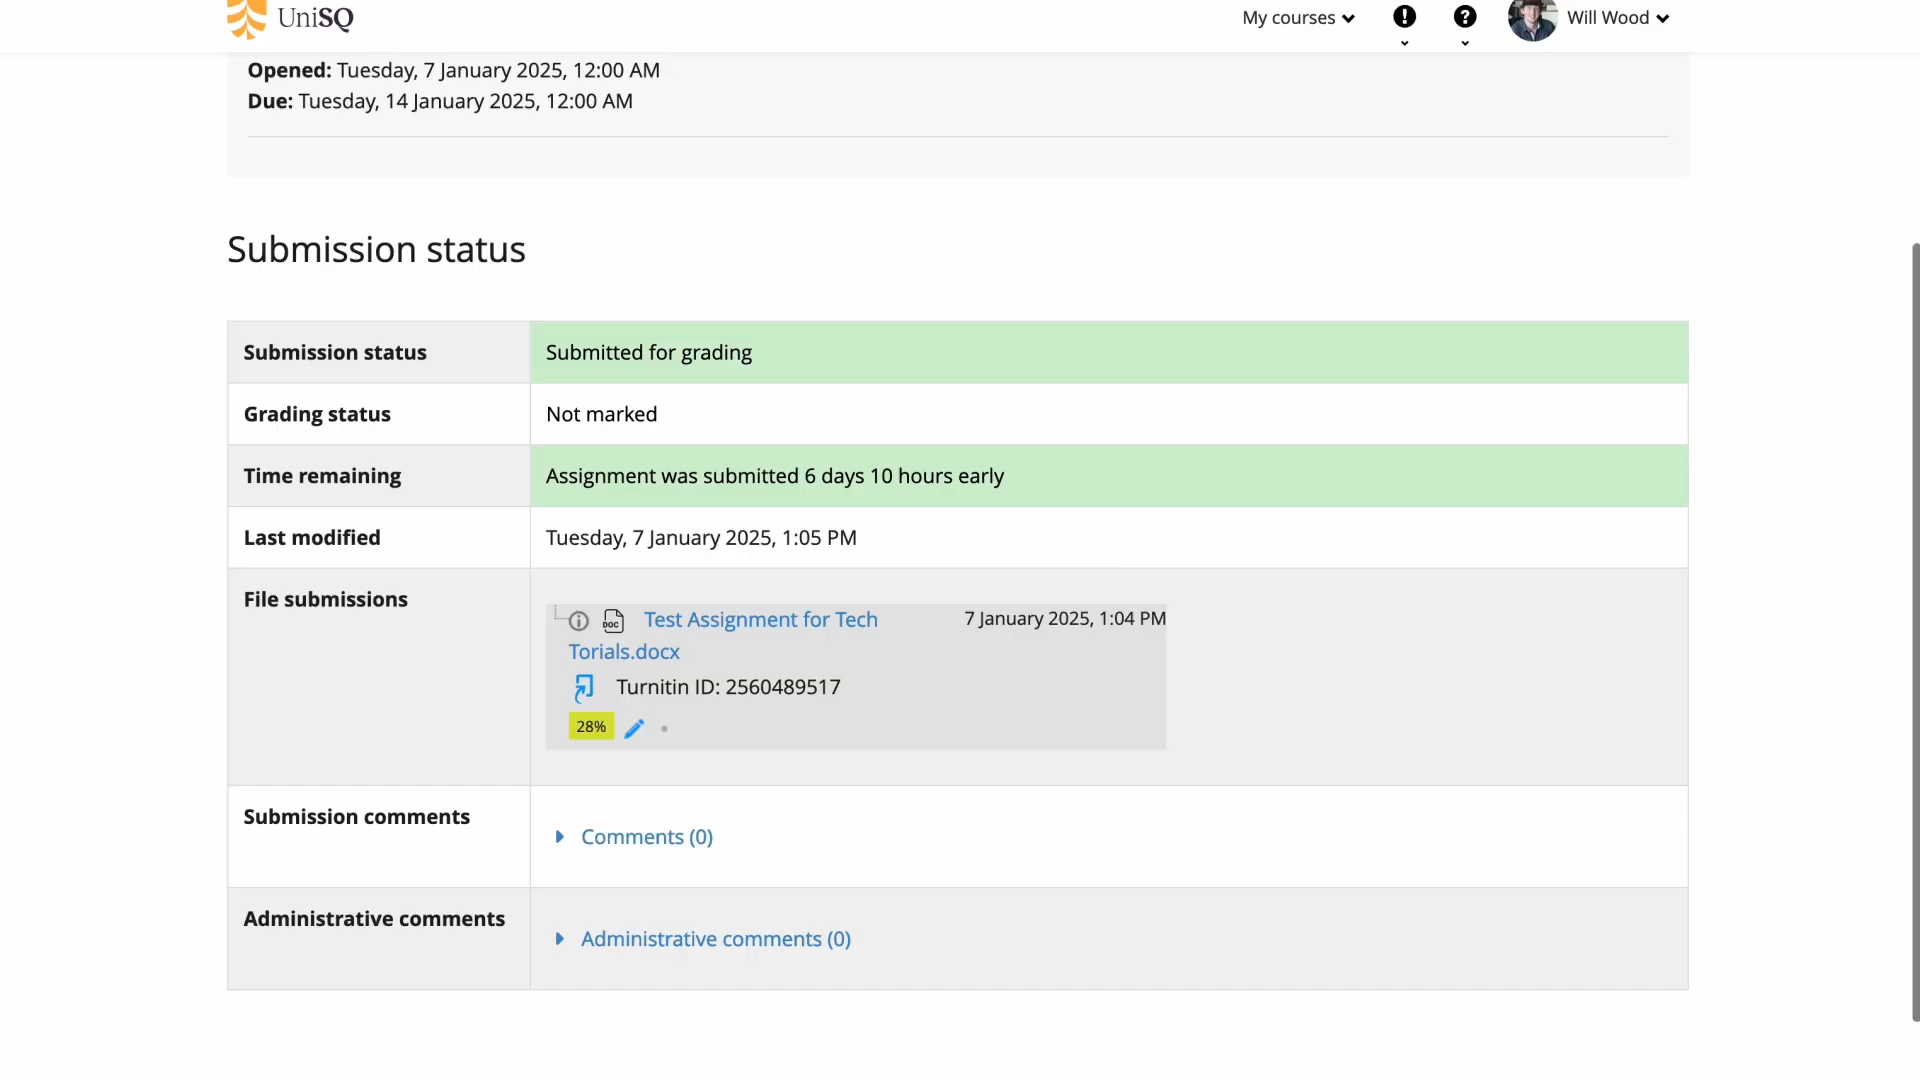 UniSQ
My courses
Will Wood
Opened: Tuesday, 7 January 2025, 12:00 AM
Due: Tuesday, 14 January 2025, 12:00 AM
Submission status
Submission status Submitted for grading
Grading status Not marked
Time remaining Assignment was submitted 6 days 10 hours early
Last modified Tuesday, 7 January 2025, 1:05 PM
File submissions
DOC Test Assignment for Tech 7 January 2025, 1:04 PM
Torials.docx
Turnitin ID: 2560489517
28%
Submission comments
Comments (0)
Administrative comments
Administrative comments (0)